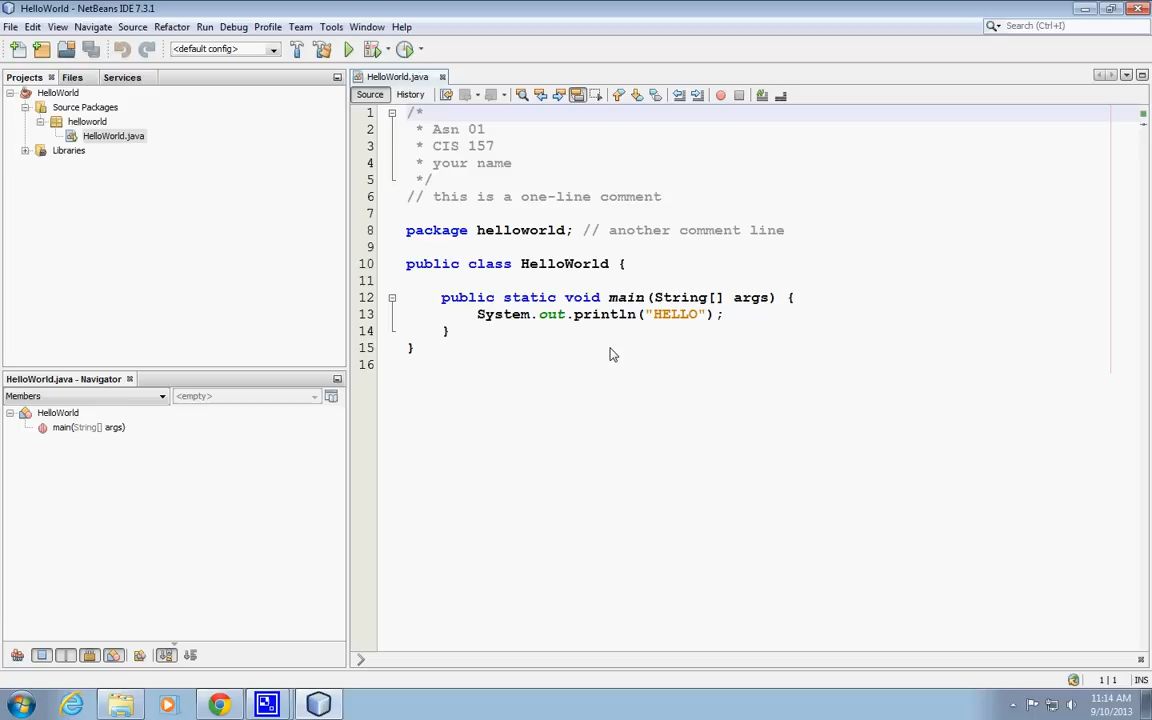 HelloWorld - NetBeans IDE 7.3.1
File Edit View Navigate Source Refactor Run Debug Profile Team Tools Window Help
Search (Ctrl+I)
<default config>
Projects Files Services
HelloWorld
Source Packages
helloworld
HelloWorld.java
Libraries
HelloWorld.java - Navigator
Members <empty>
HelloWorld
main(String[] args)
HelloWorld.java
Source History
1 /*
2 * Asn 01
3 * CIS 157
4 * your name
5 */
6 // this is a one-line comment
7
8 package helloworld; // another comment line
9
10 public class HelloWorld {
11
12 public static void main(String[] args) {
13 System.out.println("HELLO");
14 }
15 }
16
1 | 1 INS
11:14 AM
9/10/2013